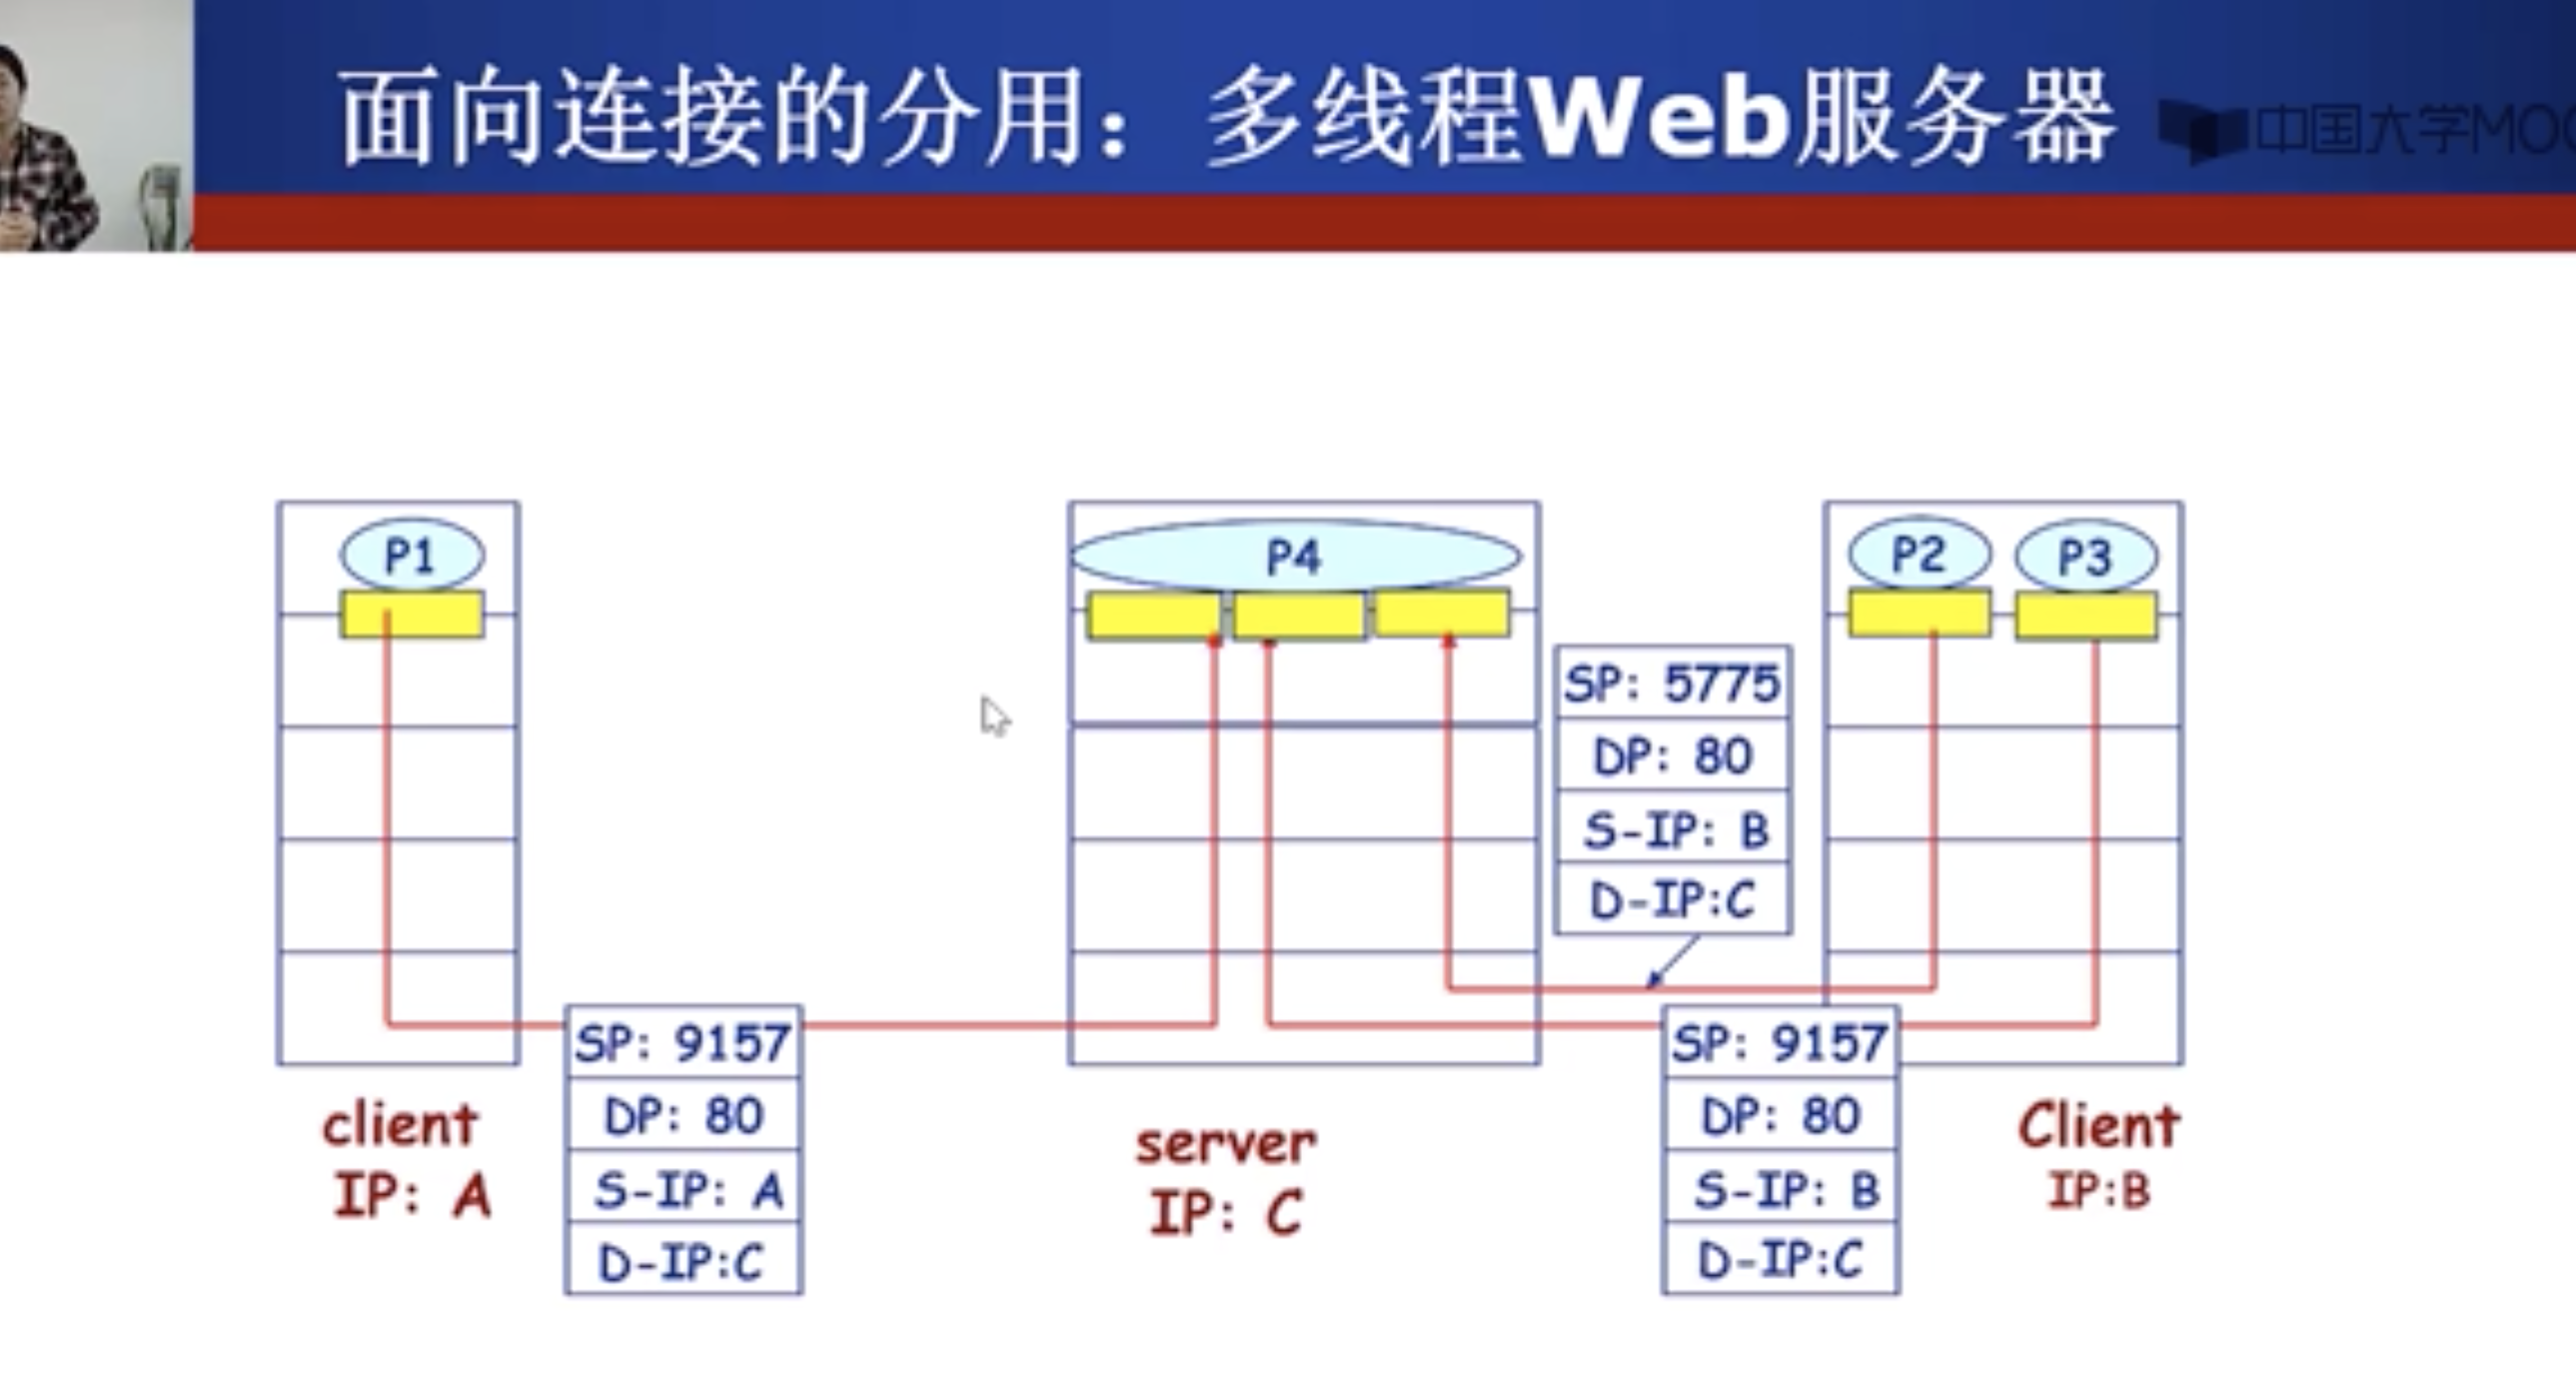 面向连接的分用：多线程Web服务器
中国大学MOO
P1
P4
P2
P3
SP: 5775
DP: 80
S-IP: B
D-IP:C
SP: 9157
DP: 80
S-IP: A
D-IP:C
SP: 9157
DP: 80
S-IP: B
D-IP:C
client
IP: A
server
IP: C
Client
IP:B